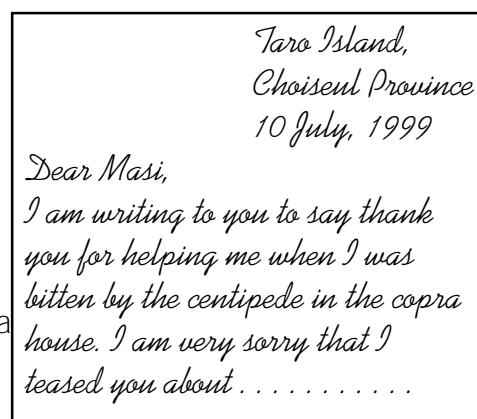 Taro Island,
Choiseul Province
10 July, 1999
Dear Masi,
I am writing to you to say thank
you for helping me when I was
bitten by the centipede in the copra
a
house. I am very sorry that I
teased you about . . . . . . . . . . .